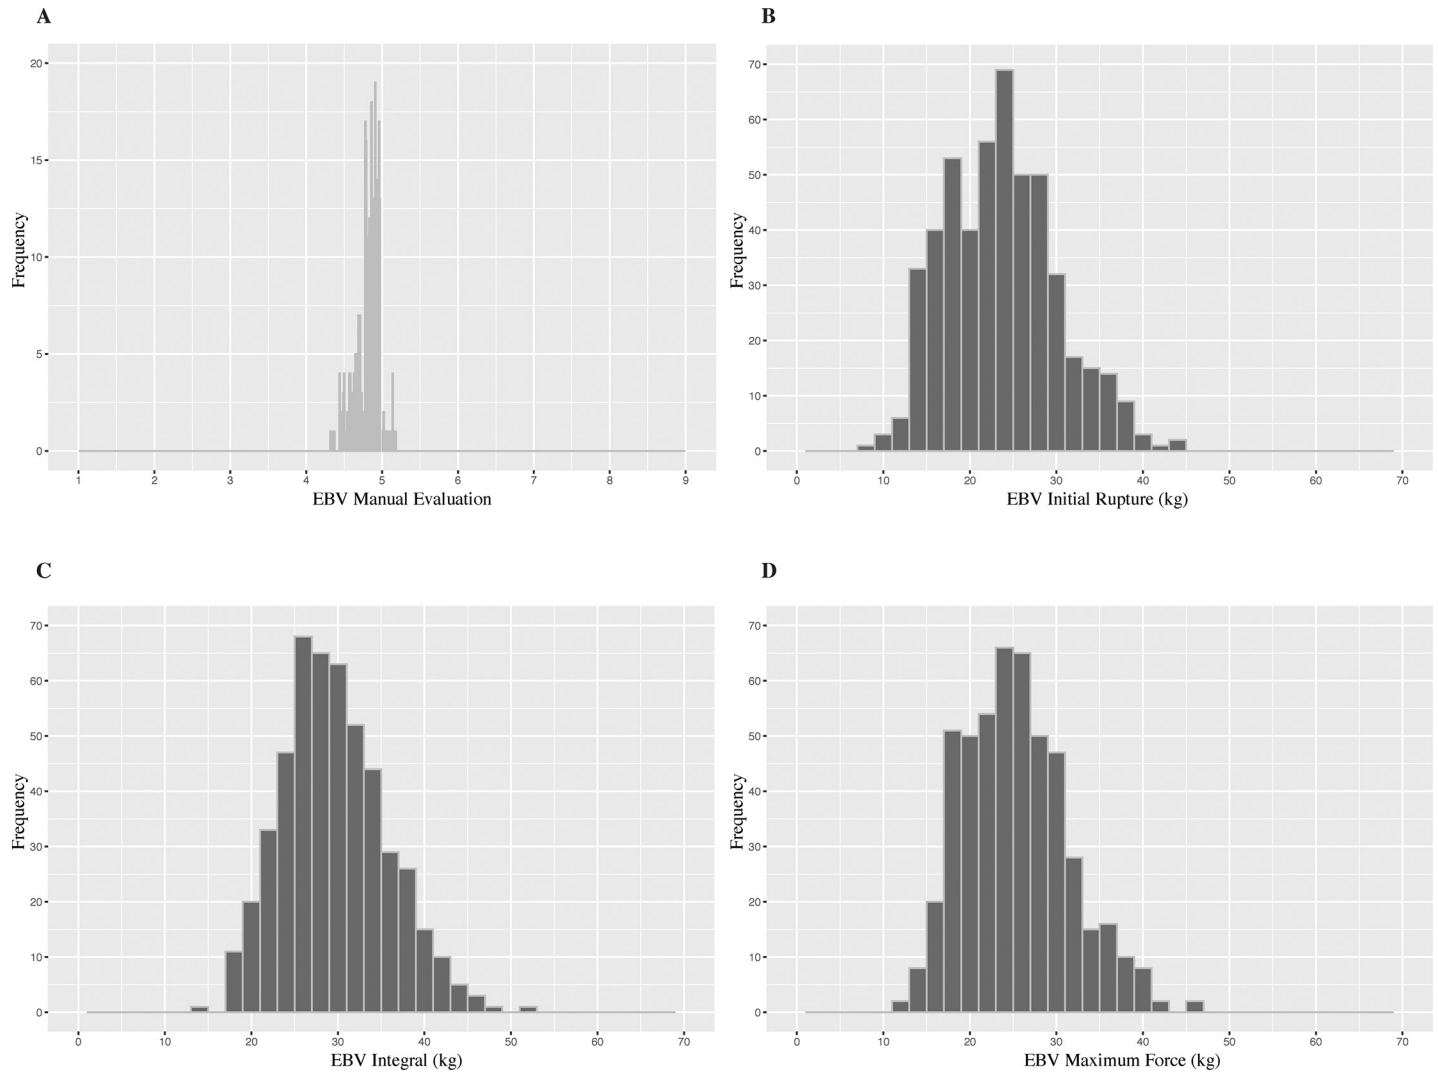 A
B
20
15
10
5
0
Frequency
1 2 3 4 5 6 7 8 9
EBV Manual Evaluation
70
60
50
40
30
20
10
0
Frequency
0 10 20 30 40 50 60 70
EBV Initial Rupture (kg)
C
D
70
60
50
40
30
20
10
0
Frequency
0 10 20 30 40 50 60 70
EBV Integral (kg)
70
60
50
40
30
20
10
0
Frequency
0 10 20 30 40 50 60 70
EBV Maximum Force (kg)